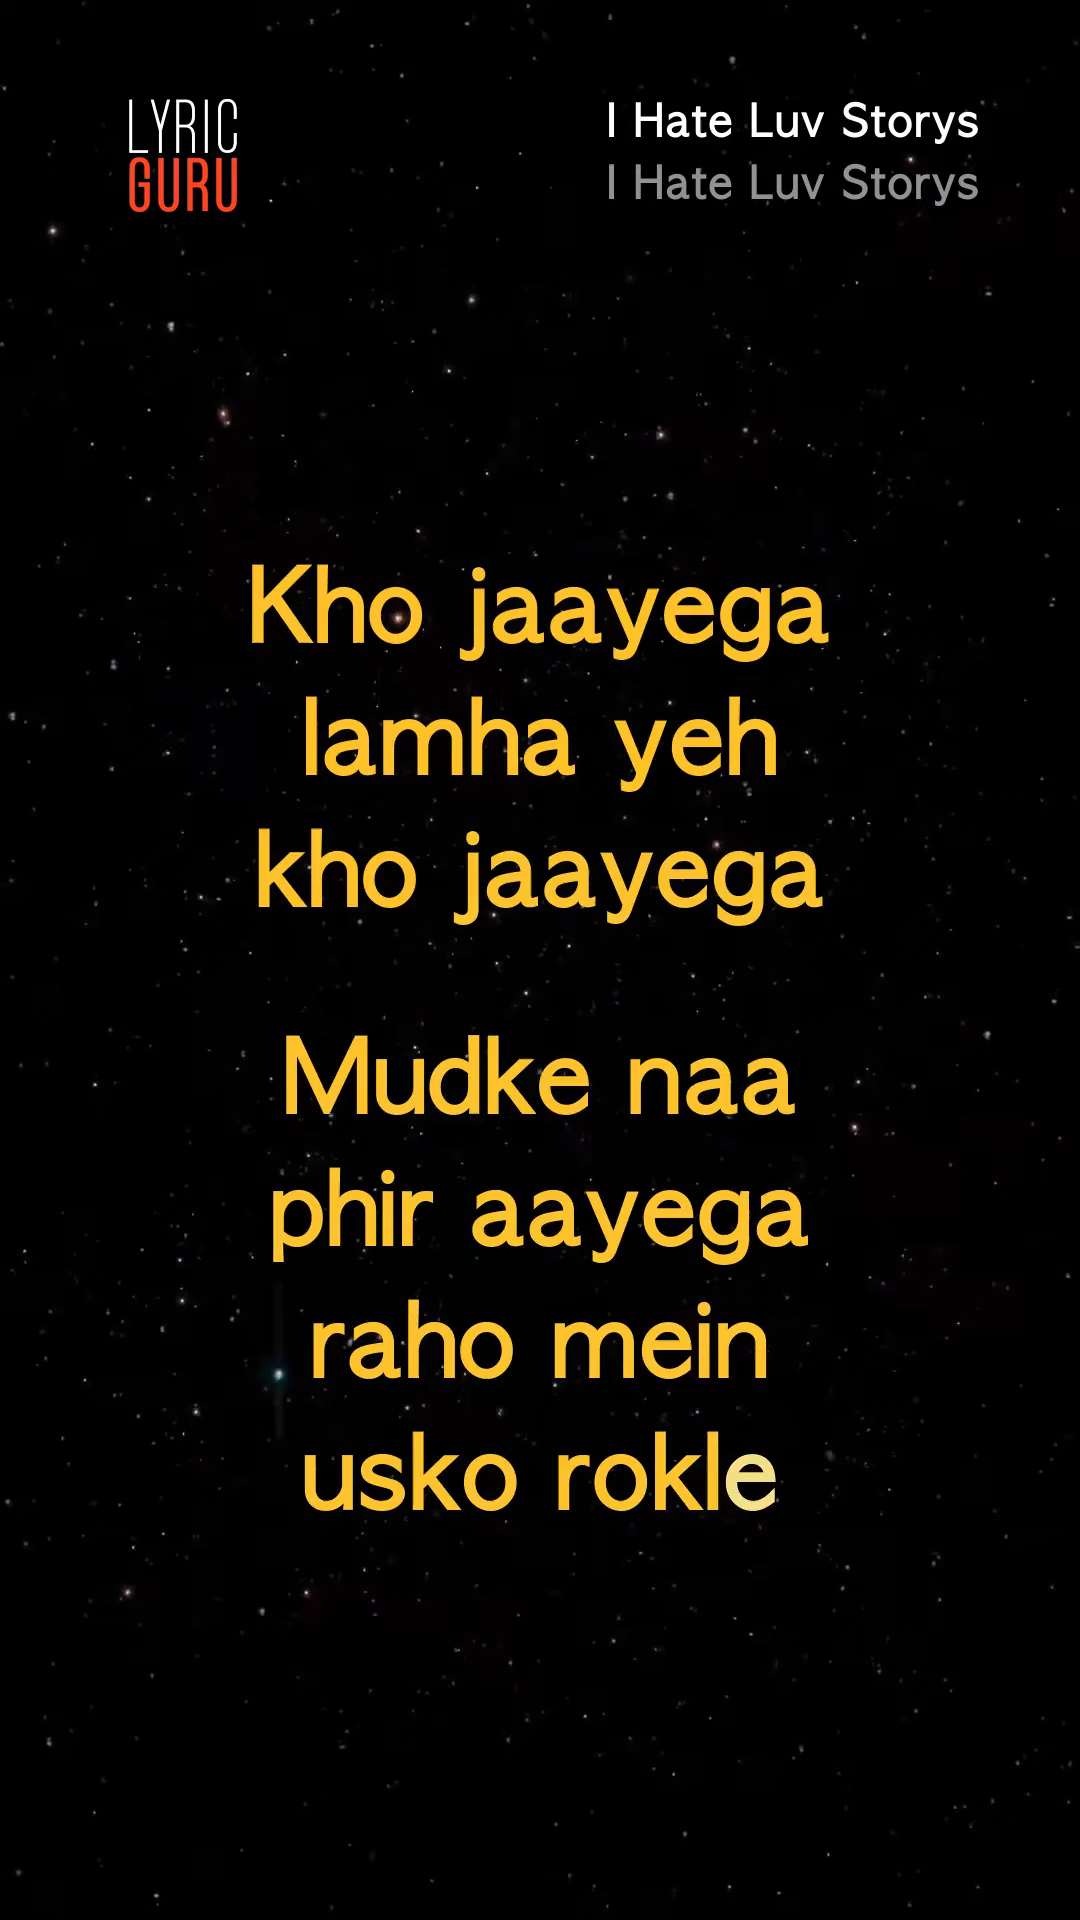 LYRIC
GURU
I Hate Luv Storys
I Hate Luv Storys
Kho jaayega
lamha yeh
kho jaayega
Mudke naa
phir aayega
raho mein
usko rokle